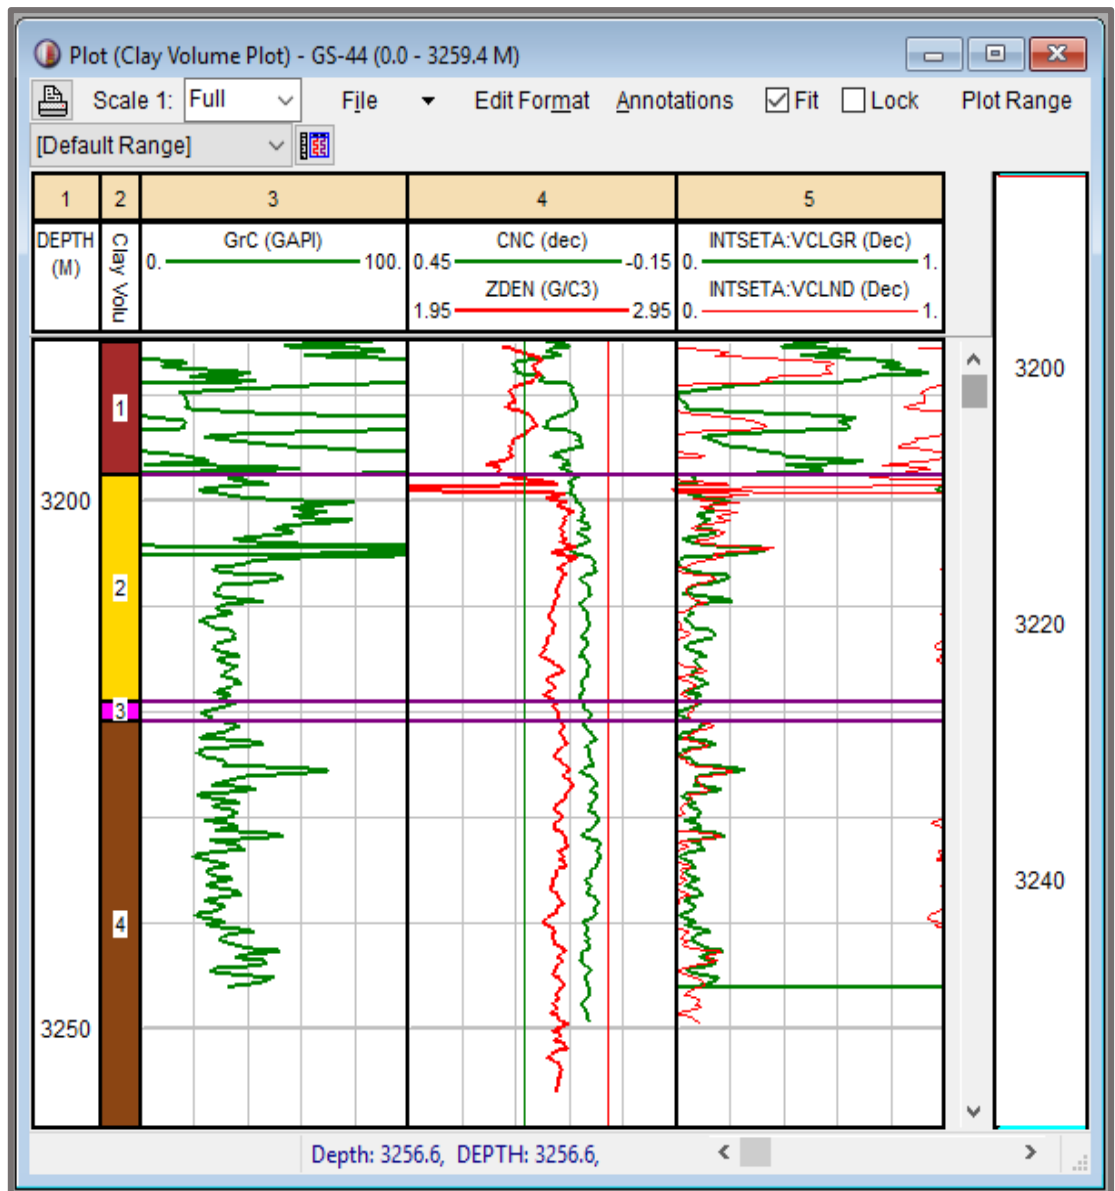 Plot (Clay Volume Plot) - GS-44 (0.0 - 3259.4 M)
Scale 1: Full File Edit Format Annotations Fit Lock Plot Range
[Default Range]
1 2 3 4 5
DEPTH (M)
Clay Volu
GrC (GAPI)
0. 100.
CNC (dec)
0.45 -0.15
ZDEN (G/C3)
1.95 2.95
INTSETA:VCLGR (Dec)
0. 1.
INTSETA:VCLND (Dec)
0. 1.
1
3200
2
3
4
3250
3200
3220
3240
Depth: 3256.6, DEPTH: 3256.6,